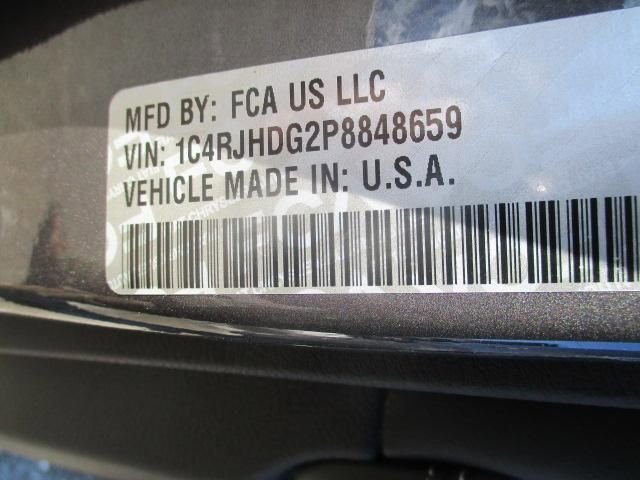 MFD BY: FCA US LLC
VIN: 1C4RJHDG2P8848659
VEHICLE MADE IN: U.S.A.